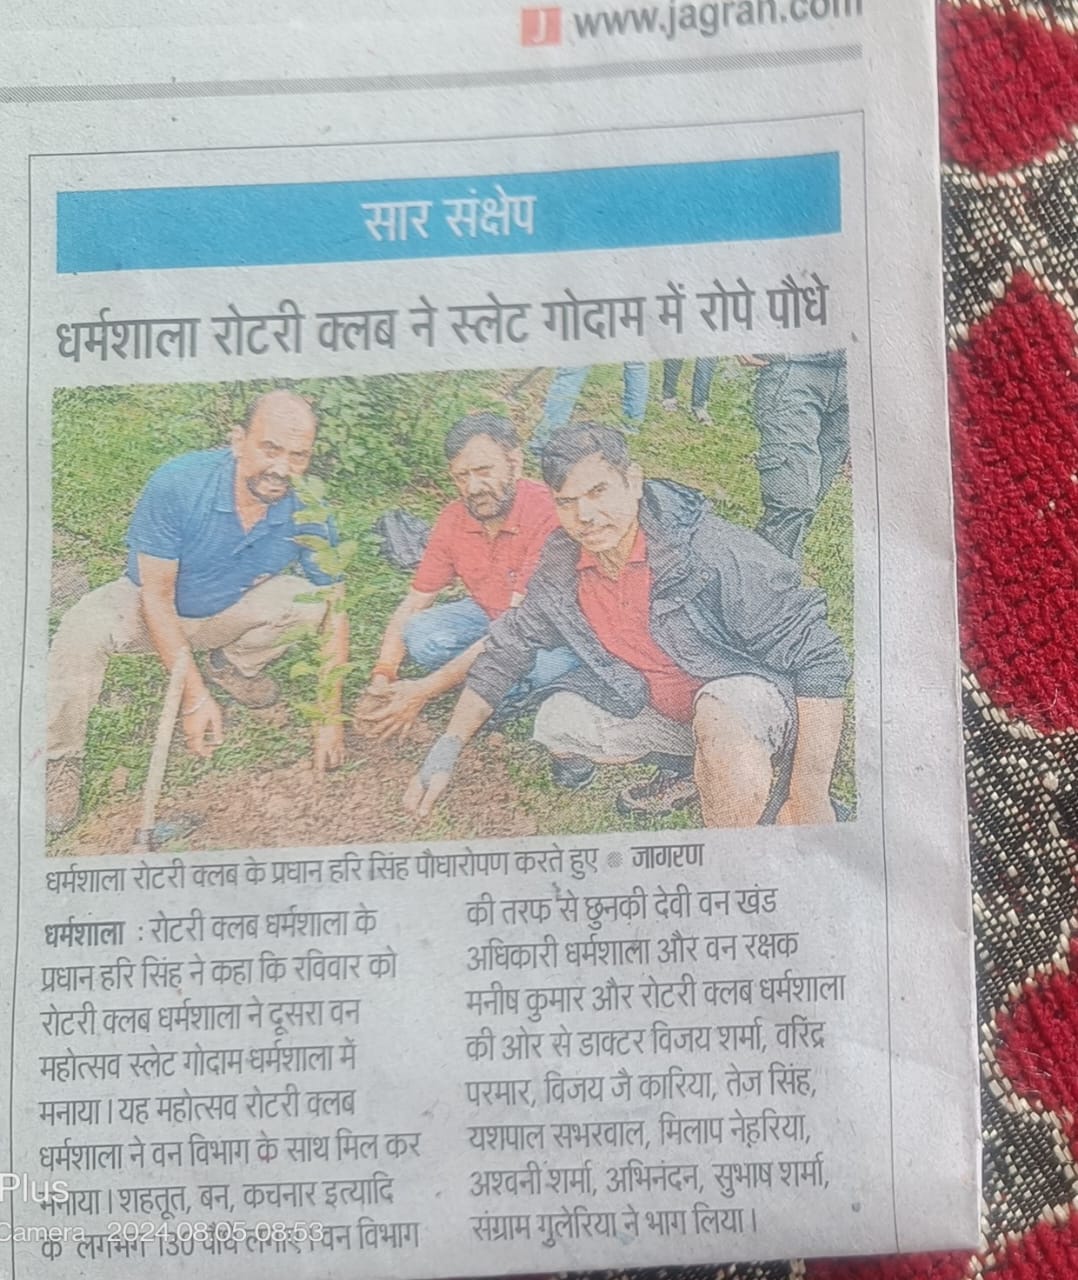 J www.jagran.com
सार संक्षेप
धर्मशाला रोटरी क्लब ने स्लेट गोदाम में रोपे पौधे
धर्मशाला रोटरी क्लब के प्रधान हरि सिंह पौधारोपण करते हुए ● जागरण
धर्मशाला : रोटरी क्लब धर्मशाला के
प्रधान हरि सिंह ने कहा कि रविवार को
रोटरी क्लब धर्मशाला ने दूसरा वन
महोत्सव स्लेट गोदाम धर्मशाला में
मनाया। यह महोत्सव रोटरी क्लब
धर्मशाला ने वन विभाग के साथ मिल कर
मनाया। शहतूत, बन, कचनार इत्यादि
के लगभग 130 पौधे लगाए। वन विभाग
की तरफ से छुनकी देवी वन खंड
अधिकारी धर्मशाला और वन रक्षक
मनीष कुमार और रोटरी क्लब धर्मशाला
की ओर से डाक्टर विजय शर्मा, वरिंद्र
परमार, विजय जै कारिया, तेज सिंह,
यशपाल सभरवाल, मिलाप नेहरिया,
अश्वनी शर्मा, अभिनंदन, सुभाष शर्मा,
संग्राम गुलेरिया ने भाग लिया।
Plus
Camera 2024.08.05 08:53